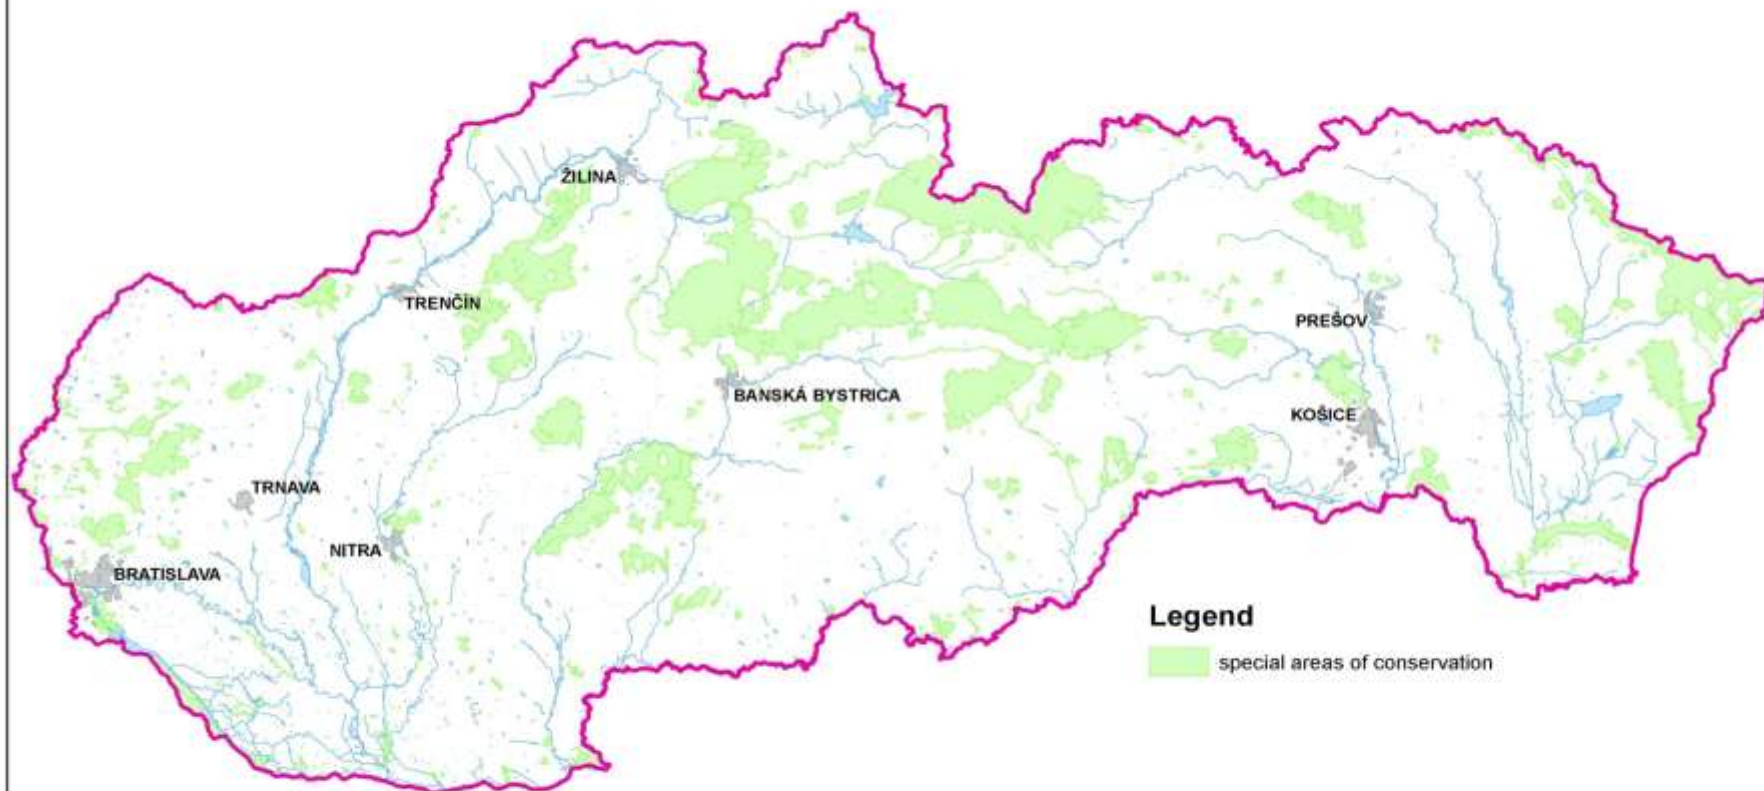 ŽILINA
TRENČÍN
PREŠOV
BANSKÁ BYSTRICA
KOŠICE
TRNAVA
NITRA
BRATISLAVA
Legend
special areas of conservation